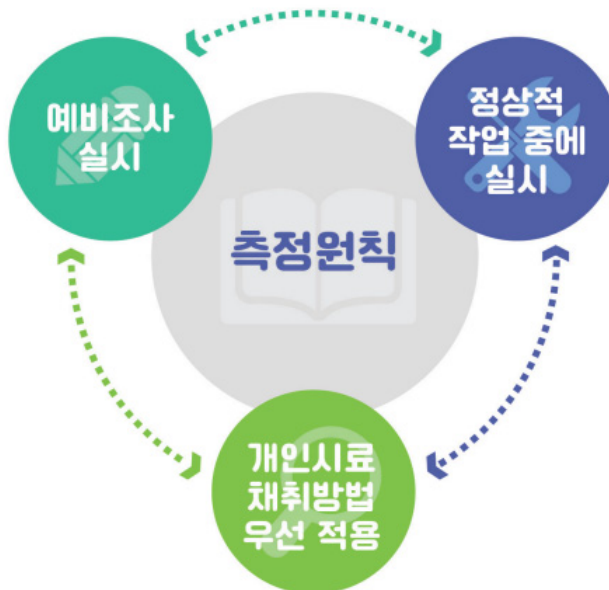 예비조사
실시
정상적
작업 중에
실시
측정원칙
개인시료
채취방법
우선 적용